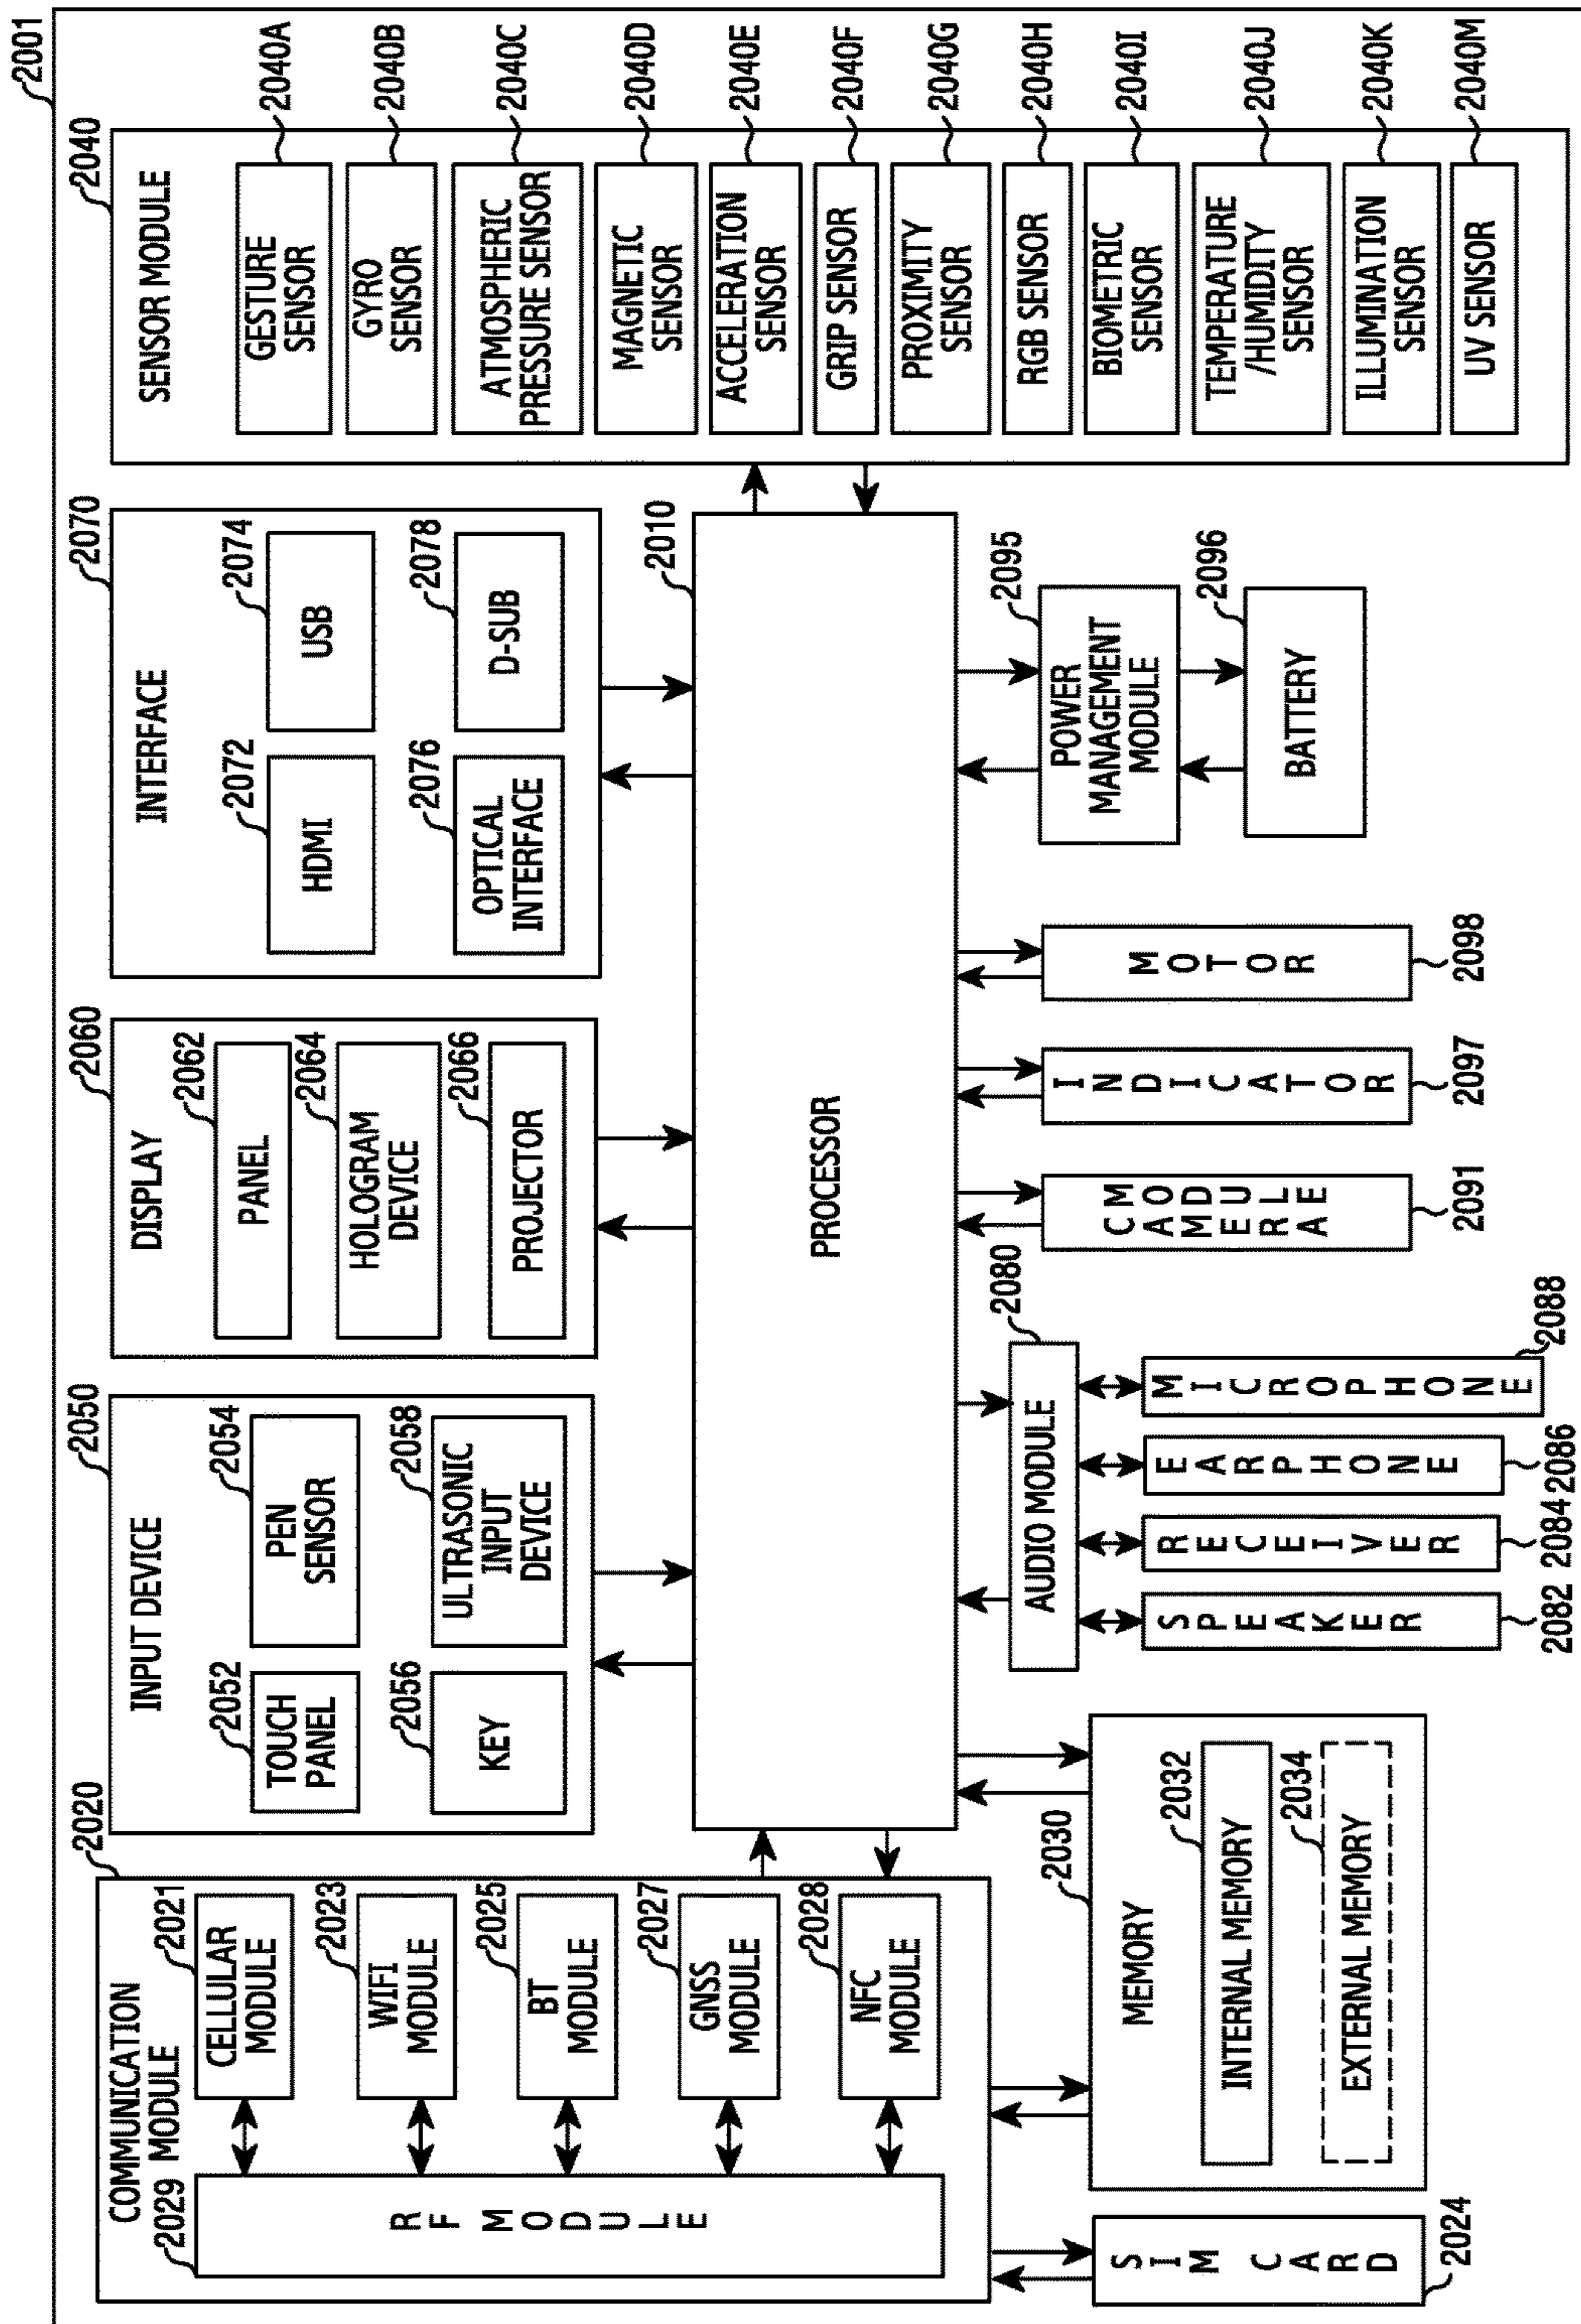 2001
COMMUNICATION
MODULE
2020
2029
RF MODULE
2021
CELLULAR
MODULE
2023
WIFI
MODULE
2025
BT
MODULE
2027
GNSS
MODULE
2028
NFC
MODULE
INPUT DEVICE
2050
2052
TOUCH
PANEL
2054
PEN
SENSOR
2056
KEY
2058
ULTRASONIC
INPUT
DEVICE
DISPLAY
2060
2062
PANEL
2064
HOLOGRAM
DEVICE
2066
PROJECTOR
INTERFACE
2070
2072
HDMI
2074
USB
2076
OPTICAL
INTERFACE
2078
D-SUB
2040
SENSOR MODULE
GESTURE
SENSOR
2040A
GYRO
SENSOR
2040B
ATMOSPHERIC
PRESSURE SENSOR
2040C
MAGNETIC
SENSOR
2040D
ACCELERATION
SENSOR
2040E
GRIP SENSOR
2040F
PROXIMITY
SENSOR
2040G
RGB SENSOR
2040H
BIOMETRIC
SENSOR
2040I
TEMPERATURE
/HUMIDITY
SENSOR
2040J
ILLUMINATION
SENSOR
2040K
UV SENSOR
2040M
PROCESSOR
2010
SIM CARD
2024
MEMORY
2030
2032
INTERNAL MEMORY
2034
EXTERNAL MEMORY
AUDIO MODULE
2080
SPEAKER
2082
RECEIVER
2084
EARPHONE
2086
MICROPHONE
2088
CAMERA
MODULE
2091
INDICATOR
2097
MOTOR
2098
POWER
MANAGEMENT
MODULE
2095
BATTERY
2096